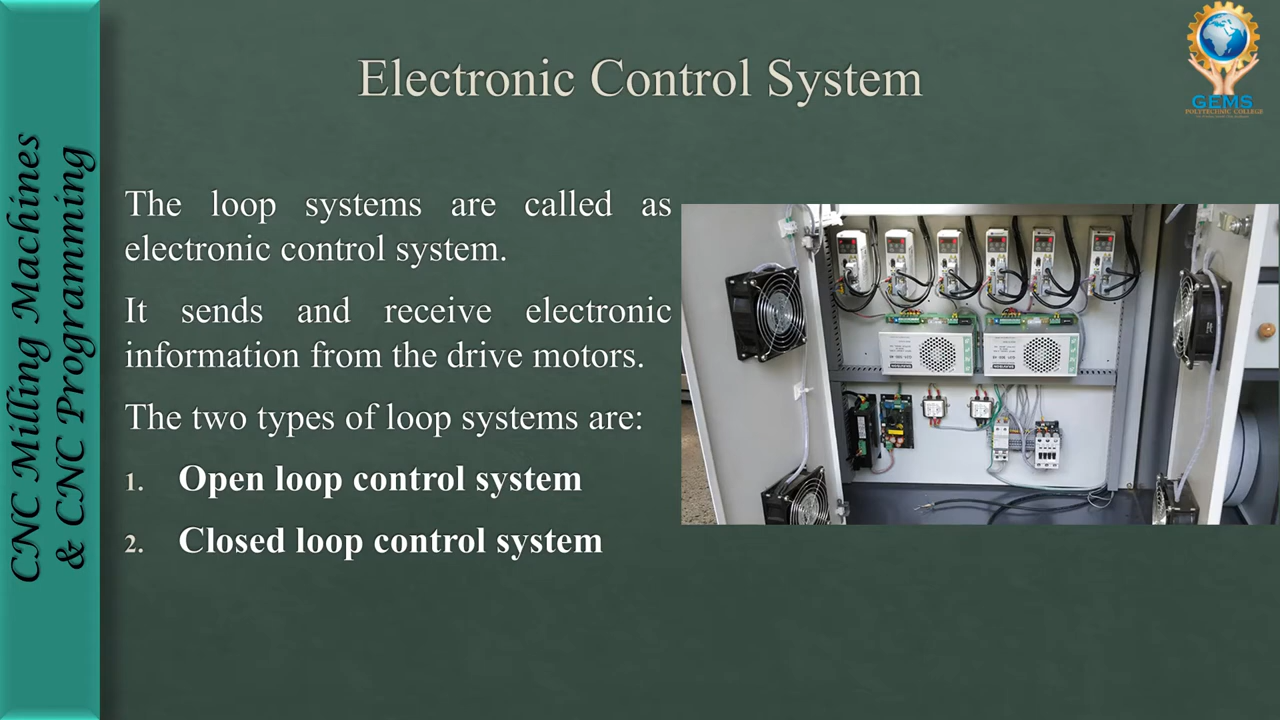 Electronic Control System
GEMS
POLYTECHNIC COLLEGE
CNC Milling Machines
& CNC Programming
The loop systems are called as
electronic control system.
It sends and receive electronic
information from the drive motors.
The two types of loop systems are:
1. Open loop control system
2. Closed loop control system